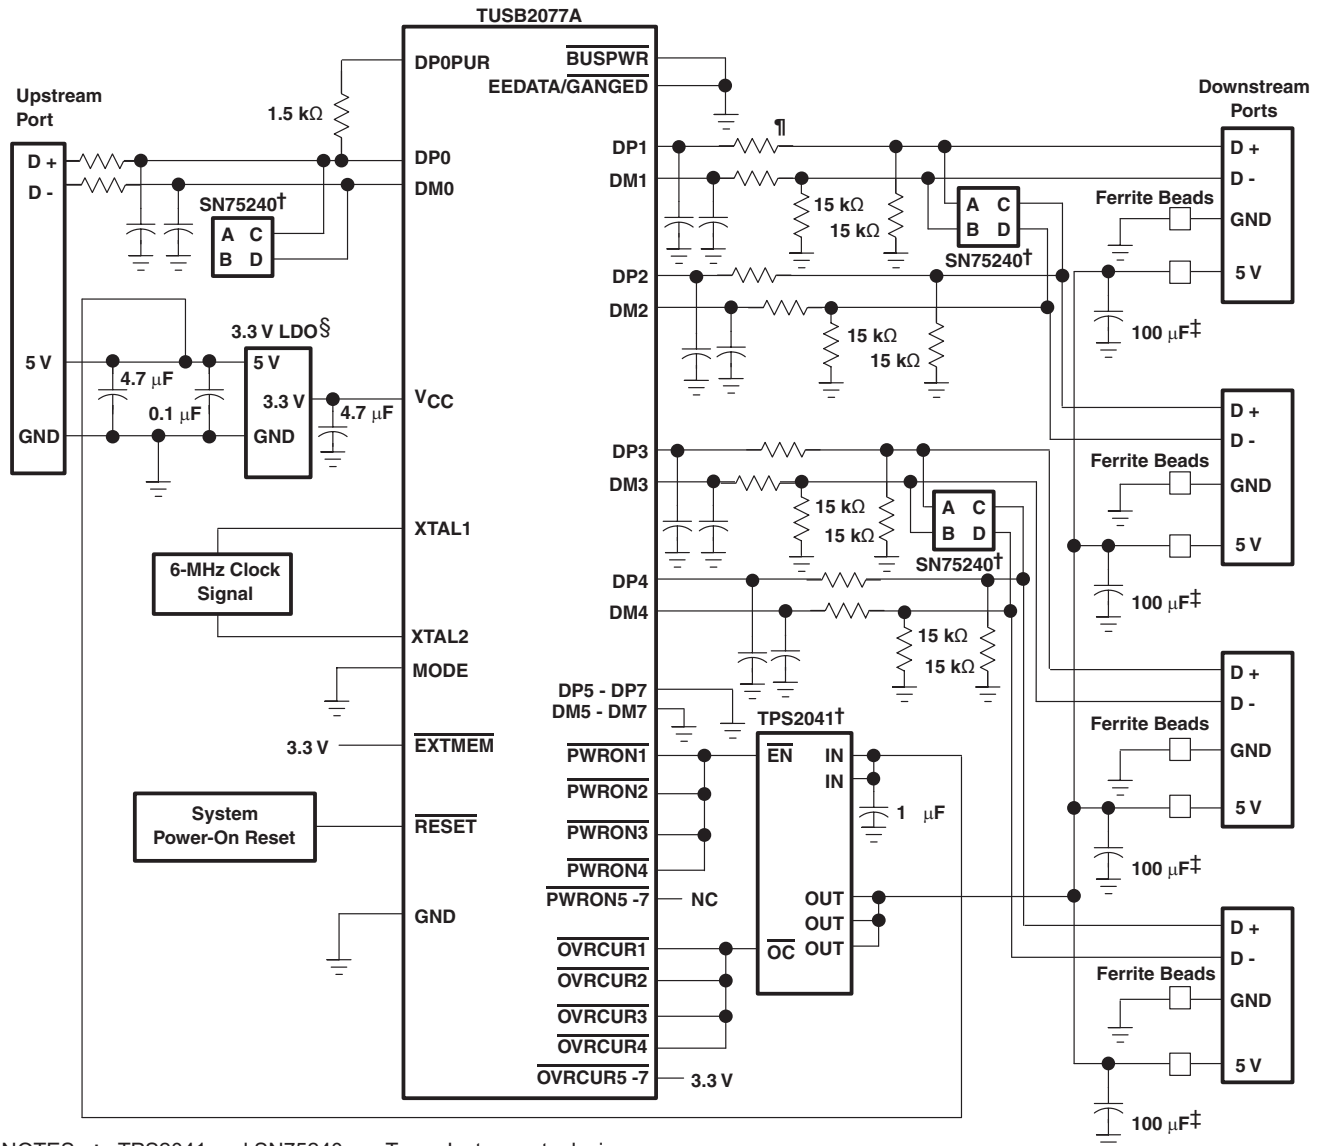 TUSB2077A
Upstream
Port
D +
D -
5 V
GND
1.5 kΩ
SN75240†
A C
B D
3.3 V LDO§
5 V
3.3 V
GND
4.7 µF
0.1 µF
4.7 µF
6-MHz Clock
Signal
3.3 V
System
Power-On Reset
DP0PUR
DP0
DM0
VCC
XTAL1
XTAL2
MODE
EXTMEM
RESET
GND
BUSPWR
EEDATA/GANGED
DP1
DM1
DP2
DM2
DP3
DM3
DP4
DM4
DP5 - DP7
DM5 - DM7
PWRON1
PWRON2
PWRON3
PWRON4
PWRON5 -7
NC
OVRCUR1
OVRCUR2
OVRCUR3
OVRCUR4
OVRCUR5 -7
3.3 V
¶
15 kΩ
15 kΩ
A C
B D
SN75240†
15 kΩ
15 kΩ
15 kΩ
15 kΩ
A C
B D
SN75240†
15 kΩ
15 kΩ
TPS2041†
EN
IN
IN
OUT
OUT
OC OUT
1 µF
Downstream
Ports
D +
D -
Ferrite Beads
GND
5 V
100 µF‡
D +
D -
Ferrite Beads
GND
5 V
100 µF‡
D +
D -
Ferrite Beads
GND
5 V
100 µF‡
D +
D -
Ferrite Beads
GND
5 V
100 µF‡